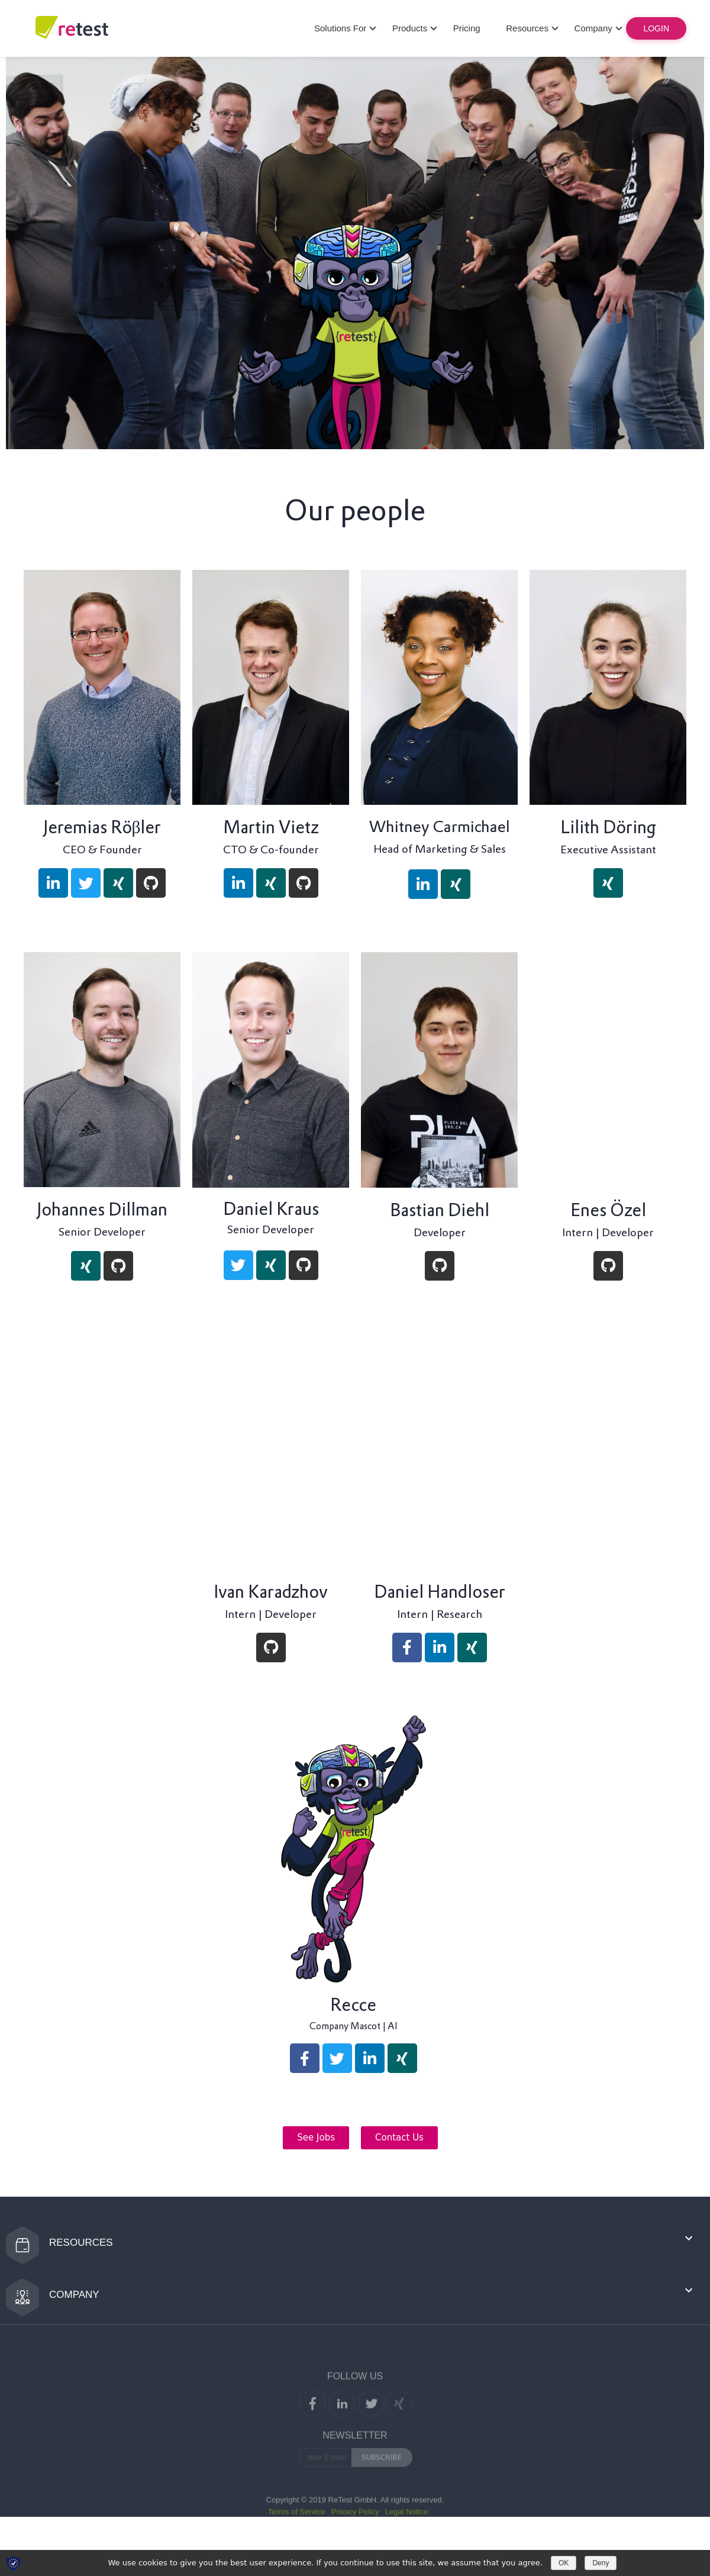 retest
Solutions For
Products
Pricing
Resources
Company
LOGIN
{retest}
Our people
Jeremias Rößler
CEO & Founder
Martin Vietz
CTO & Co-founder
Whitney Carmichael
Head of Marketing & Sales
Lilith Döring
Executive Assistant
Johannes Dillman
Senior Developer
Daniel Kraus
Senior Developer
Bastian Diehl
Developer
Enes Özel
Intern | Developer
Ivan Karadzhov
Intern | Developer
Daniel Handloser
Intern | Research
{retest}
Recce
Company Mascot | AI
See Jobs
Contact Us
RESOURCES
COMPANY
FOLLOW US
NEWSLETTER
Your E-mail
SUBSCRIBE
Copyright © 2019 ReTest GmbH. All rights reserved.
Terms of Service Privacy Policy Legal Notice
We use cookies to give you the best user experience. If you continue to use this site, we assume that you agree.
OK
Deny